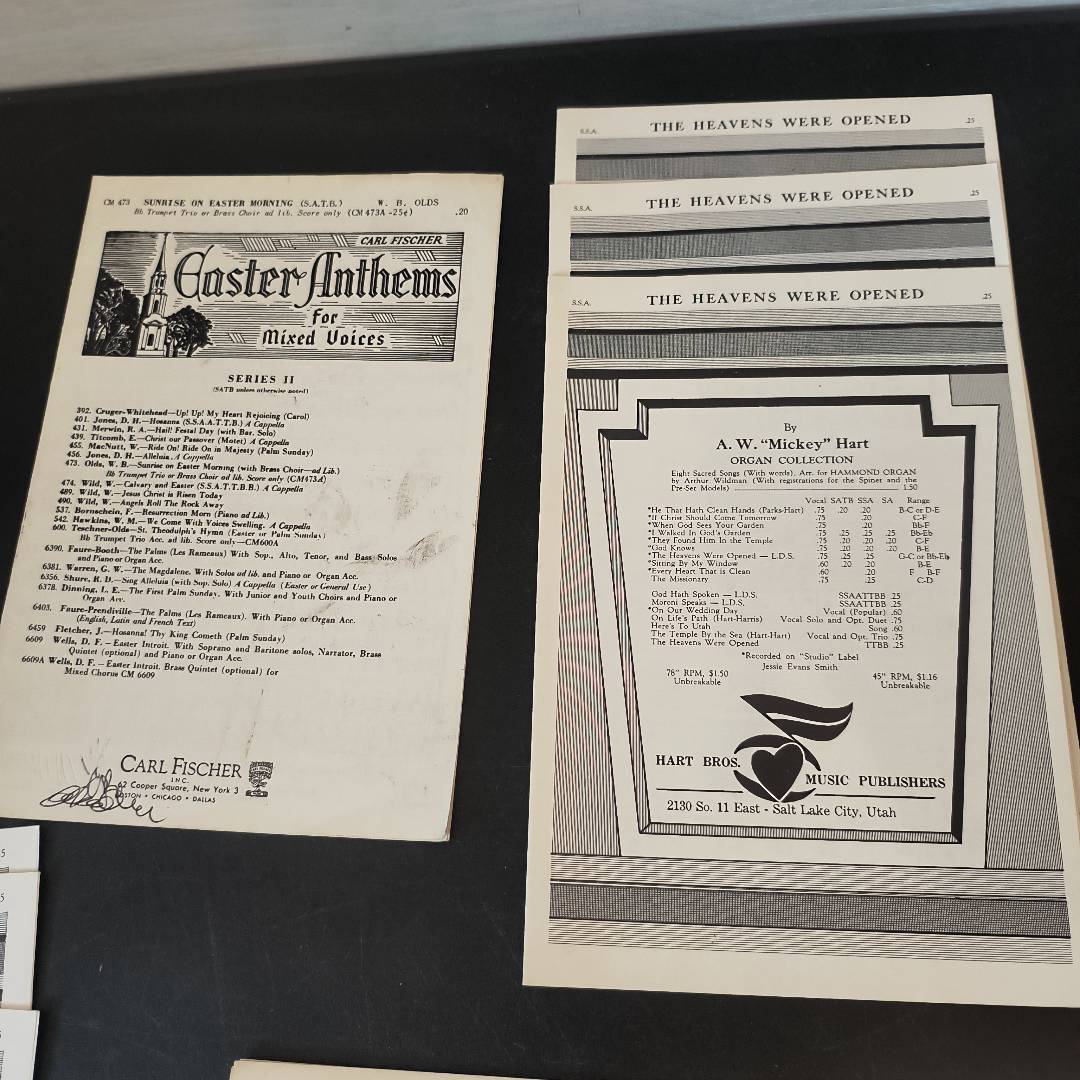 CM 473 SUNRISE ON EASTER MORNING (S.A.T.B.) W. B. OLDS
Bb Trumpet Trio or Brass Choir ad lib. Score only (CM 473A -25¢) .20
CARL FISCHER
Easter Anthems
for
Mixed Voices
SERIES II
(SATB unless otherwise noted)
392. Cruger-Whitehead—Up! Up! My Heart Rejoicing (Carol)
401. Jones, D. H.—Hosanna (S.S.A.A.T.T.B.) A Cappella
431. Merwin, R. A.—Hail! Festal Day (with Bar. Solo)
439. Titcomb, E.—Christ our Passover (Motet) A Cappella
455. MacNutt, W.—Ride On! Ride On in Majesty (Palm Sunday)
456. Jones, D. H.—Alleluia. A Cappella
473. Olds, W. B.—Sunrise on Easter Morning (with Brass Choir—ad Lib.)
Bb Trumpet Trio or Brass Choir ad lib. Score only (CM473A)
474. Wild, W.—Calvary and Easter (S.S.A.T.T.B.B.) A Cappella
489. Wild, W.—Jesus Christ is Risen Today
490. Wild, W.—Angels Roll The Rock Away
537. Bornschein, F.—Resurrection Morn (Piano ad Lib.)
542. Hawkins, W. M.—We Come With Voices Swelling. A Cappella
600. Teschner-Olds—St. Theodulph's Hymn (Easter or Palm Sunday)
Bb Trumpet Trio Acc. ad lib. Score only—CM600A
6390. Faure-Booth—The Palms (Les Rameaux) With Sop., Alto, Tenor, and Bass Solos
and Piano or Organ Acc.
6381. Warren, G. W.—The Magdalene. With Solos ad lib. and Piano or Organ Acc.
6356. Shure, R. D.—Sing Alleluia (with Sop. Solo) A Cappella (Easter or General Use)
6378. Dinning, L. E.—The First Palm Sunday. With Junior and Youth Choirs and Piano or
Organ Acc.
6403. Faure-Prendiville—The Palms (Les Rameaux). With Piano or Organ Acc.
(English, Latin and French Text)
6459 Fletcher, J.—Hosanna! Thy King Cometh (Palm Sunday)
6609 Wells, D. F. — Easter Introit. With Soprano and Baritone solos, Narrator, Brass
Quintet (optional) and Piano or Organ Acc.
6609A Wells, D. F. — Easter Introit. Brass Quintet (optional) for
Mixed Chorus CM 6609
CARL FISCHER
INC.
62 Cooper Square, New York 3
BOSTON • CHICAGO • DALLAS
S.S.A. THE HEAVENS WERE OPENED .25
S.S.A. THE HEAVENS WERE OPENED .25
S.S.A. THE HEAVENS WERE OPENED .25
By
A. W. "Mickey" Hart
ORGAN COLLECTION
Eight Sacred Songs (With words). Arr. for HAMMOND ORGAN
by Arthur Wildman (With registrations for the Spinet and the
Pre-Set Models) 1.50
Vocal SATB SSA SA Range
*He That Hath Clean Hands (Parks-Hart) .75 .20 .20 B-C or D-E
*If Christ Should Come Tomorrow .75 .20 C-F
*When God Sees Your Garden .75 .20 Bb-F
*I Walked In God's Garden .75 .25 .25 .25 Bb-Eb
*They Found Him In the Temple .75 .20 .20 .20 C-F
*God Knows .75 .20 .20 .20 B-E
*The Heavens Were Opened — L.D.S. .75 .25 .25 G-C or Bb-Eb
*Sitting By My Window .60 .20 .20 B-E
*Every Heart That is Clean .60 .20 F B-F
The Missionary .75 .25 C-D
God Hath Spoken — L.D.S. SSAATTBB .25
Moroni Speaks — L.D.S. SSAATTBB .25
*On Our Wedding Day Vocal (Popular) .60
On Life's Path (Hart-Harris) Vocal Solo and Opt. Duet .75
Here's To Utah Song .60
The Temple By the Sea (Hart-Hart) Vocal and Opt. Trio .75
The Heavens Were Opened TTBB .25
*Recorded on "Studio" Label
Jessie Evans Smith
78" RPM, $1.50 45" RPM, $1.16
Unbreakable Unbreakable
HART BROS. MUSIC PUBLISHERS
2130 So. 11 East - Salt Lake City, Utah
5
5